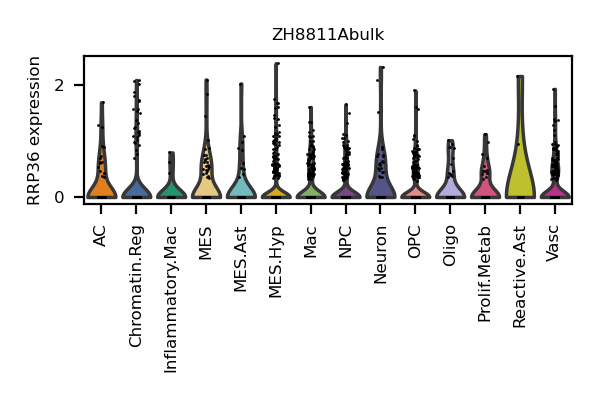 ZH8811Abulk
RRP36 expression
2
0
AC
Chromatin.Reg
Inflammatory.Mac
MES
MES.Ast
MES.Hyp
Mac
NPC
Neuron
OPC
Oligo
Prolif.Metab
Reactive.Ast
Vasc